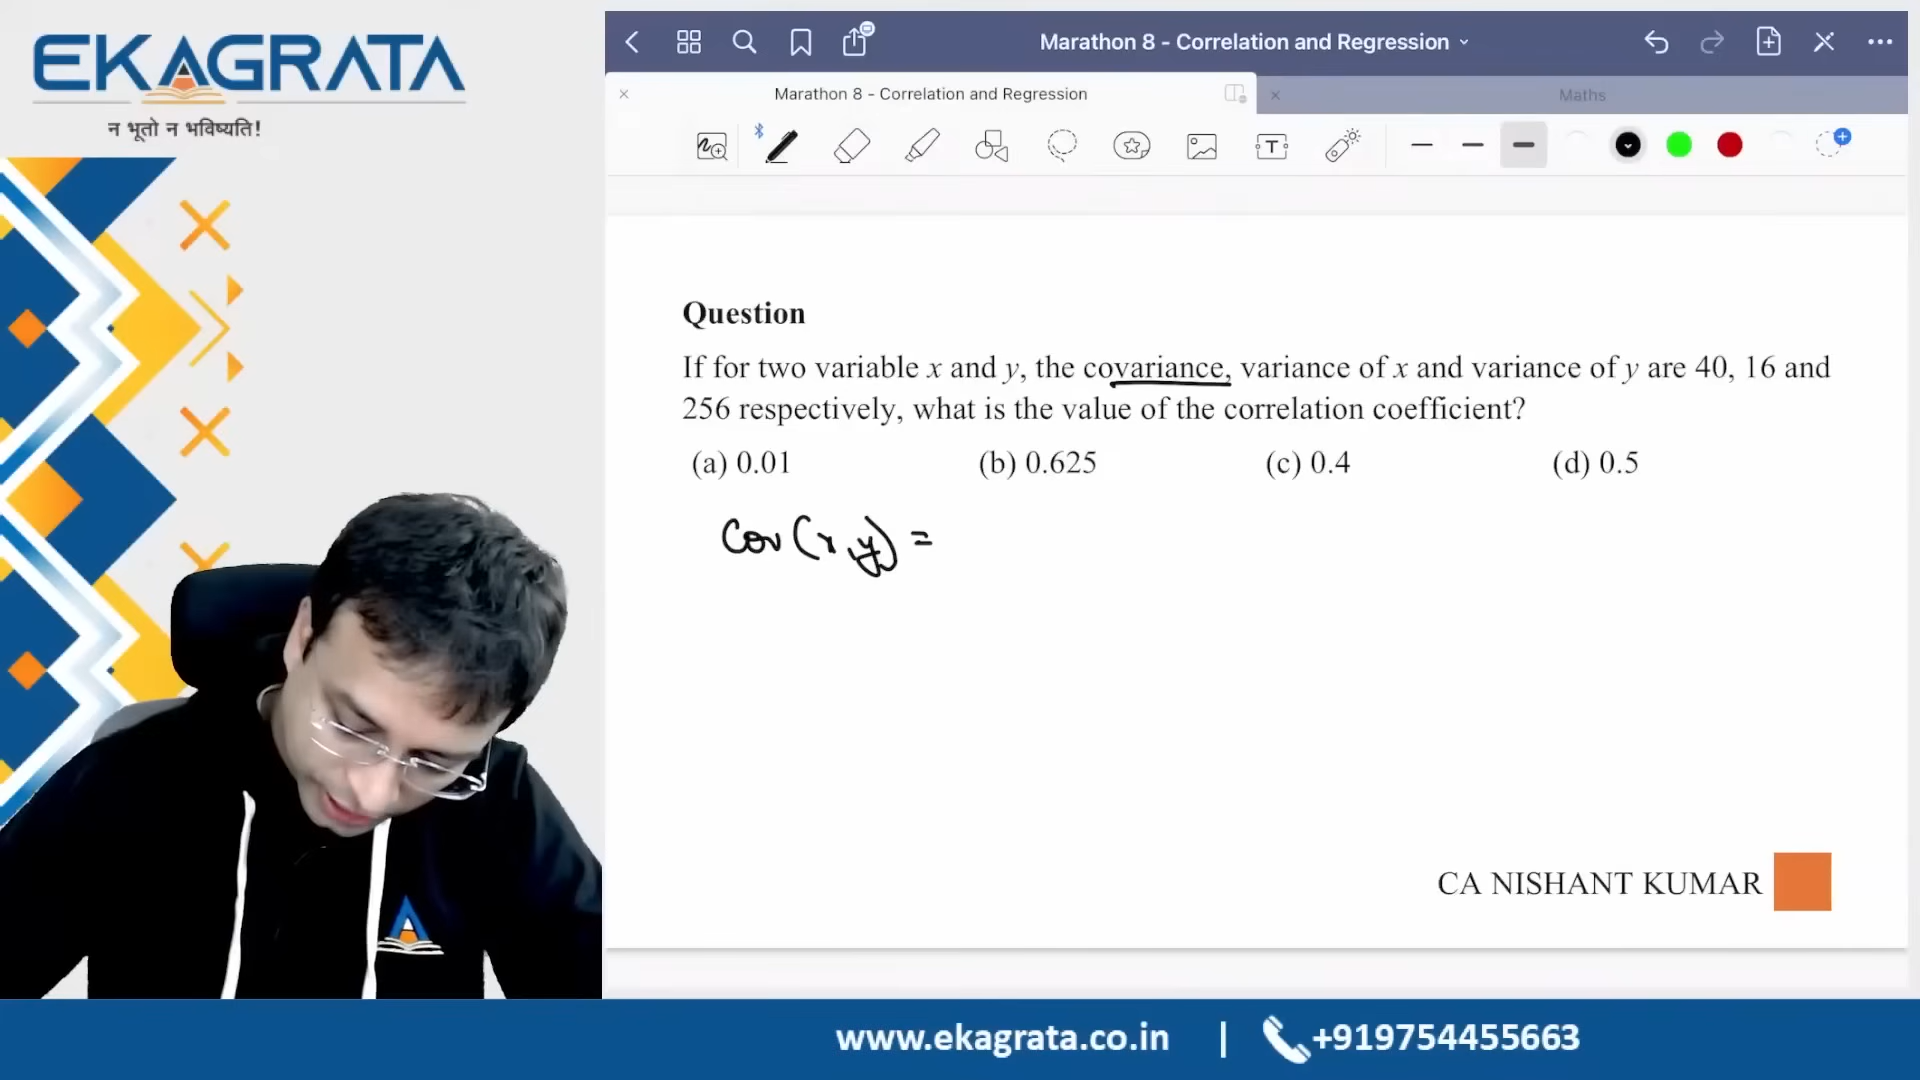 EKAGRATA
न भूतो न भविष्यति!
Marathon 8 - Correlation and Regression
Marathon 8 - Correlation and Regression
Maths
Question
If for two variable x and y, the covariance, variance of x and variance of y are 40, 16 and
256 respectively, what is the value of the correlation coefficient?
(a) 0.01 (b) 0.625 (c) 0.4 (d) 0.5
Cov (x,y) =
CA NISHANT KUMAR
www.ekagrata.co.in | +919754455663